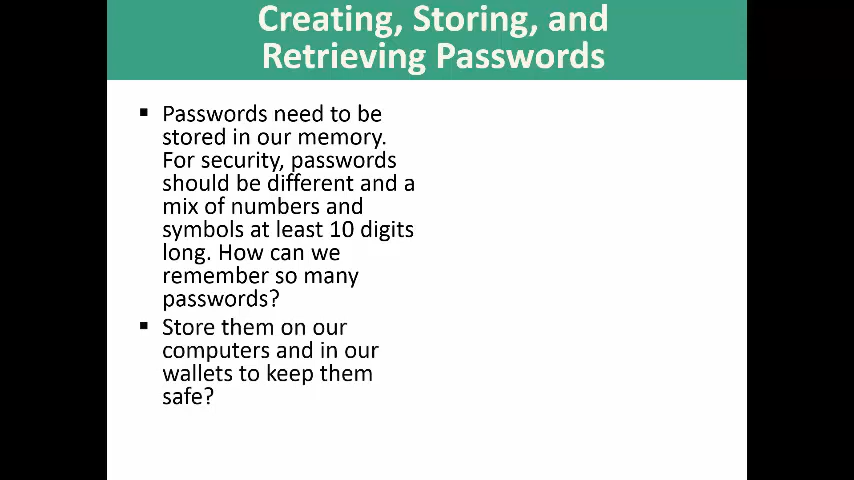 Creating, Storing, and
Retrieving Passwords
▪ Passwords need to be
stored in our memory.
For security, passwords
should be different and a
mix of numbers and
symbols at least 10 digits
long. How can we
remember so many
passwords?
▪ Store them on our
computers and in our
wallets to keep them
safe?